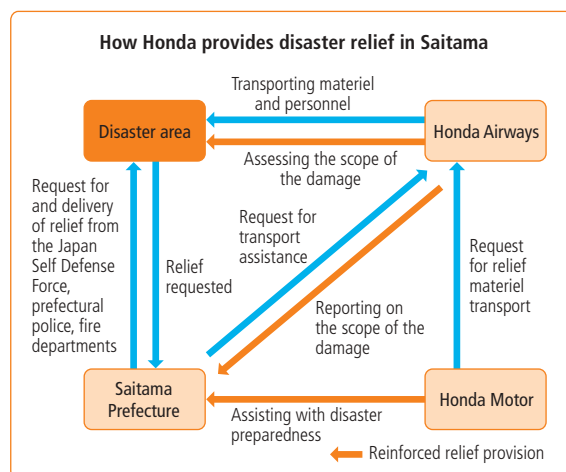 How Honda provides disaster relief in Saitama
Transporting materiel
and personnel
Disaster area
Honda Airways
Assessing the scope of
the damage
Request for
and delivery
of relief from
the Japan
Self Defense
Force,
prefectural
police, fire
departments
Relief
requested
Request for
transport
assistance
Request
for relief
materiel
transport
Reporting on
the scope of the
damage
Saitama
Prefecture
Honda Motor
Assisting with disaster
preparedness
Reinforced relief provision